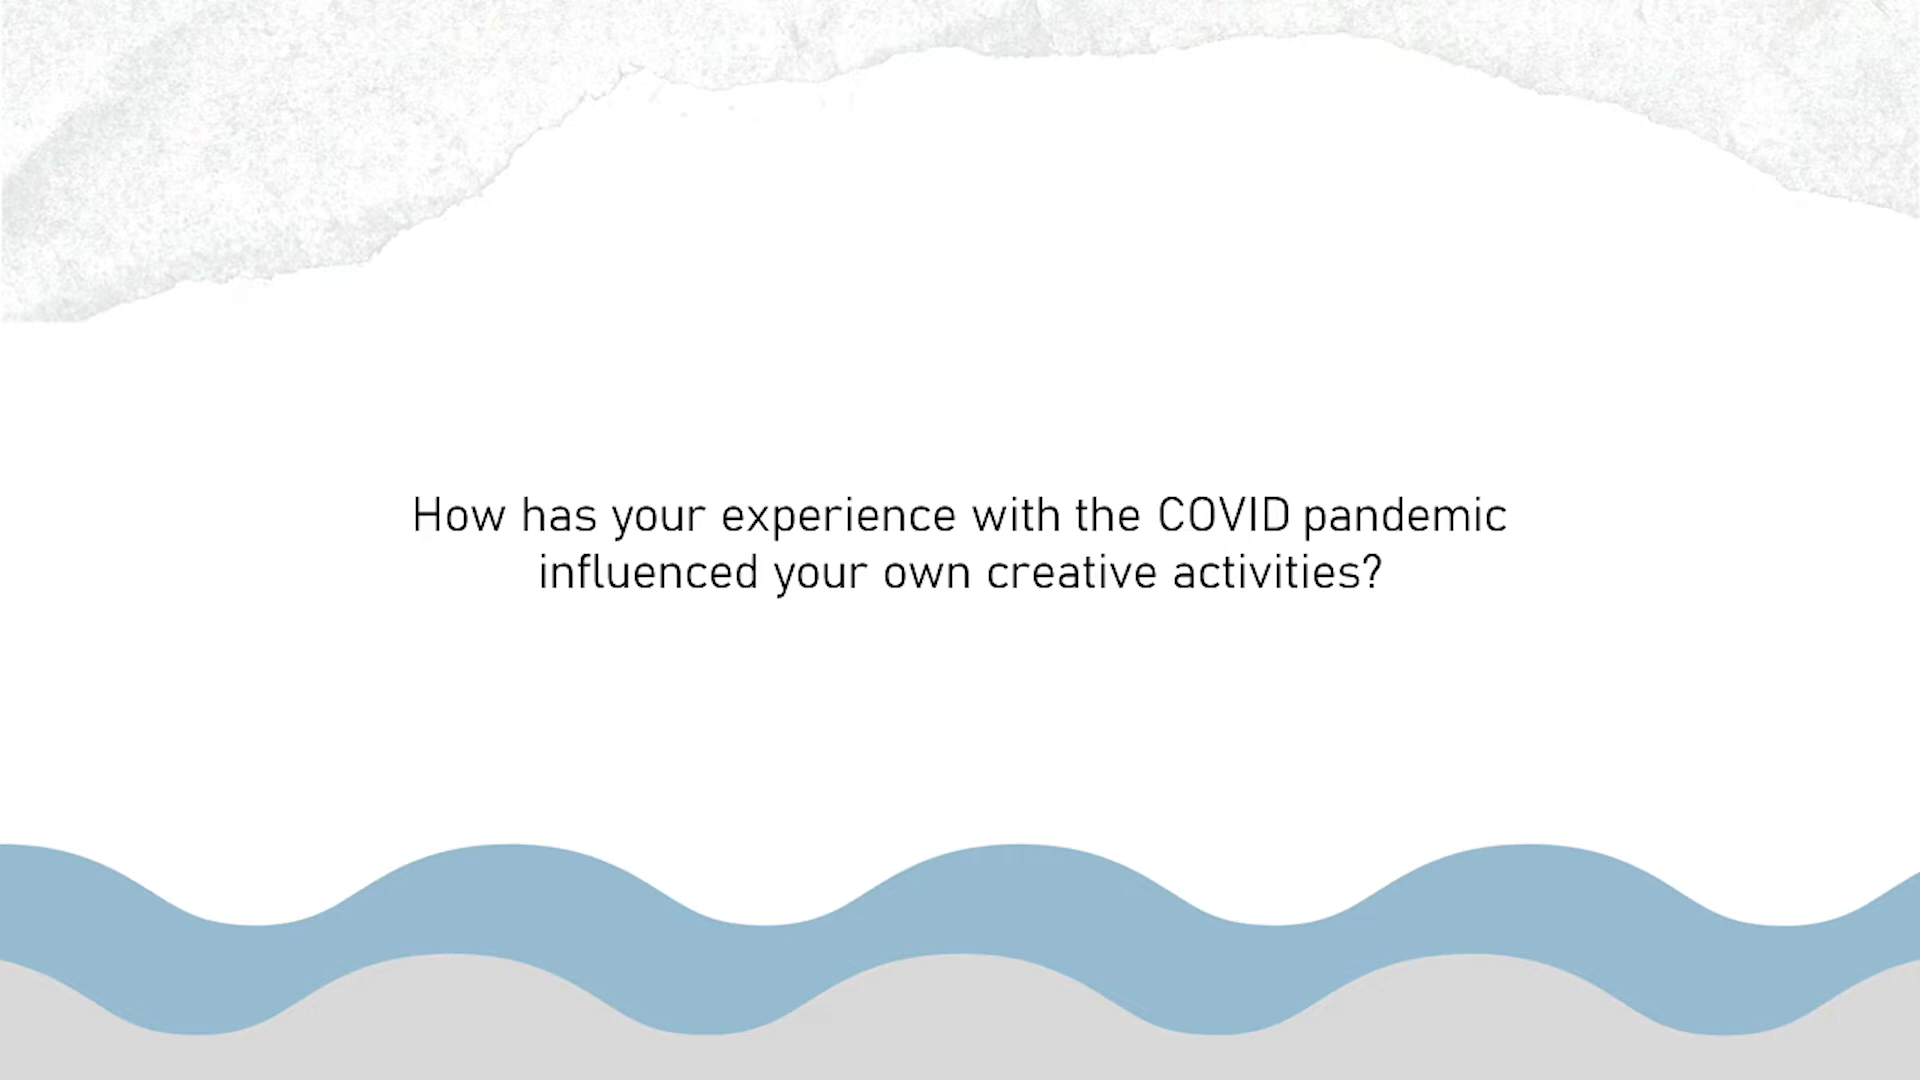 How has your experience with the COVID pandemic
influenced your own creative activities?